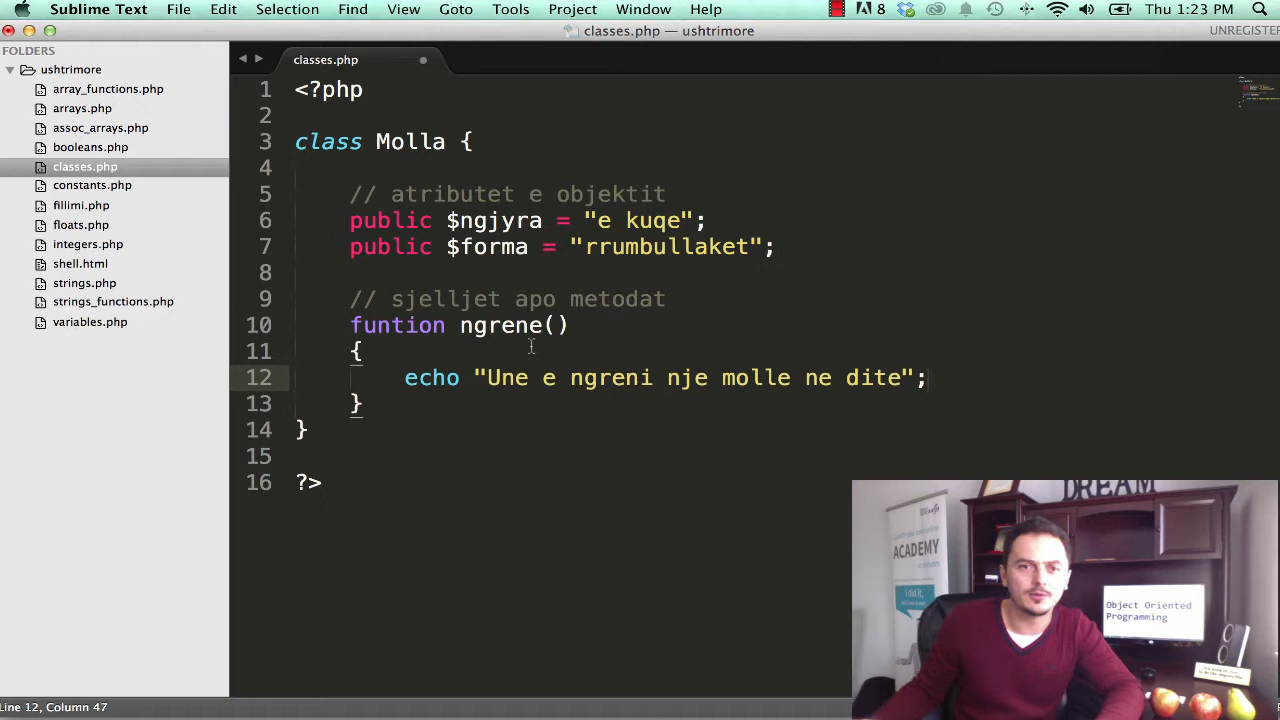 Sublime Text File Edit Selection Find View Goto Tools Project Window Help 8 Thu 1:23 PM
classes.php — ushtrimore UNREGISTER
FOLDERS
ushtrimore
array_functions.php
arrays.php
assoc_arrays.php
booleans.php
classes.php
constants.php
fillimi.php
floats.php
integers.php
shell.html
strings.php
strings_functions.php
variables.php
classes.php
1 <?php
2
3 class Molla {
4
5 // atributet e objektit
6 public $ngjyra = "e kuqe";
7 public $forma = "rrumbullaket";
8
9 // sjelljet apo metodat
10 funtion ngrene()
11 {
12 echo "Une e ngreni nje molle ne dite";
13 }
14 }
15
16 ?>
DREAM
ACADEMY
I did it,
Object Oriented
Programming
Line 12, Column 47